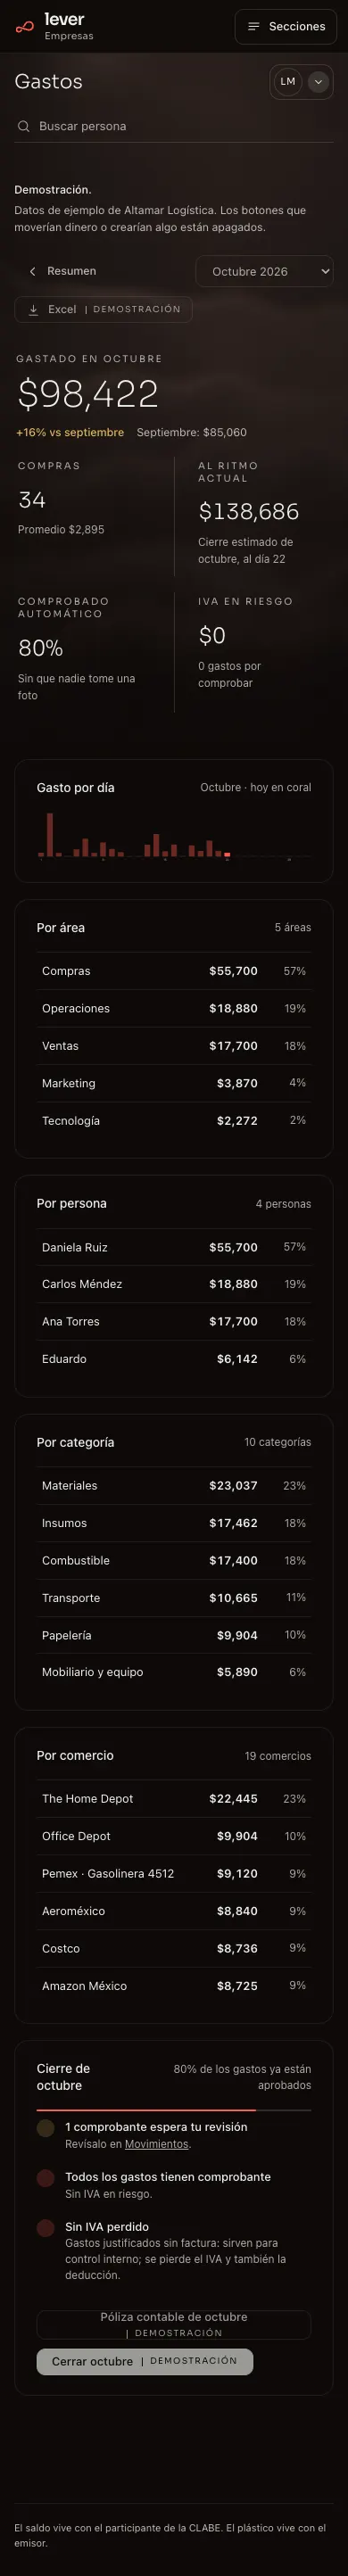 lever
Empresas
Secciones
Gastos
LM
Buscar persona
Demostración.
Datos de ejemplo de Altamar Logística. Los botones que
moverían dinero o crearían algo están apagados.
Resumen
Octubre 2026
Excel | DEMOSTRACIÓN
GASTADO EN OCTUBRE
$98,422
+16% vs septiembre Septiembre: $85,060
COMPRAS
34
Promedio $2,895
AL RITMO
ACTUAL
$138,686
Cierre estimado de
octubre, al día 22
COMPROBADO
AUTOMÁTICO
80%
Sin que nadie tome una
foto
IVA EN RIESGO
$0
0 gastos por
comprobar
Gasto por día Octubre · hoy en coral
Por área 5 áreas
Compras $55,700 57%
Operaciones $18,880 19%
Ventas $17,700 18%
Marketing $3,870 4%
Tecnología $2,272 2%
Por persona 4 personas
Daniela Ruiz $55,700 57%
Carlos Méndez $18,880 19%
Ana Torres $17,700 18%
Eduardo $6,142 6%
Por categoría 10 categorías
Materiales $23,037 23%
Insumos $17,462 18%
Combustible $17,400 18%
Transporte $10,665 11%
Papelería $9,904 10%
Mobiliario y equipo $5,890 6%
Por comercio 19 comercios
The Home Depot $22,445 23%
Office Depot $9,904 10%
Pemex · Gasolinera 4512 $9,120 9%
Aeroméxico $8,840 9%
Costco $8,736 9%
Amazon México $8,725 9%
Cierre de
octubre
80% de los gastos ya están
aprobados
1 comprobante espera tu revisión
Revísalo en Movimientos.
Todos los gastos tienen comprobante
Sin IVA en riesgo.
Sin IVA perdido
Gastos justificados sin factura: sirven para
control interno; se pierde el IVA y también la
deducción.
Póliza contable de octubre
| DEMOSTRACIÓN
Cerrar octubre | DEMOSTRACIÓN
El saldo vive con el participante de la CLABE. El plástico vive con el
emisor.